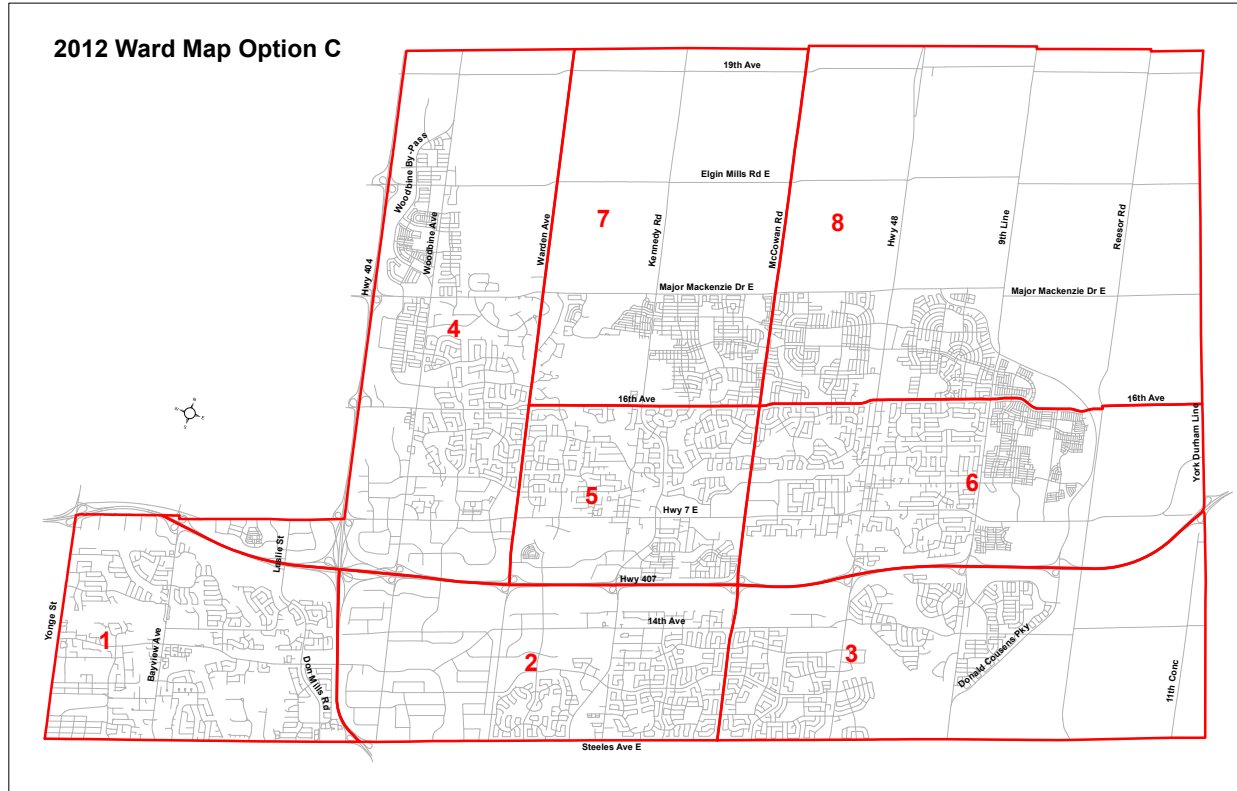 2012 Ward Map Option C
19th Ave
Woodbine By-Pass
Elgin Mills Rd E
7
8
Woodbine Ave
Warden Ave
Kennedy Rd
McCowan Rd
Hwy 48
9th Line
Reesor Rd
Hwy 404
Major Mackenzie Dr E
Major Mackenzie Dr E
4
16th Ave
16th Ave
York Durham Line
5
6
Hwy 7 E
Leslie St
Hwy 407
Yonge St
1
Bayview Ave
14th Ave
2
3
Don Mills Rd
Donald Cousens Pky
11th Conc
Steeles Ave E